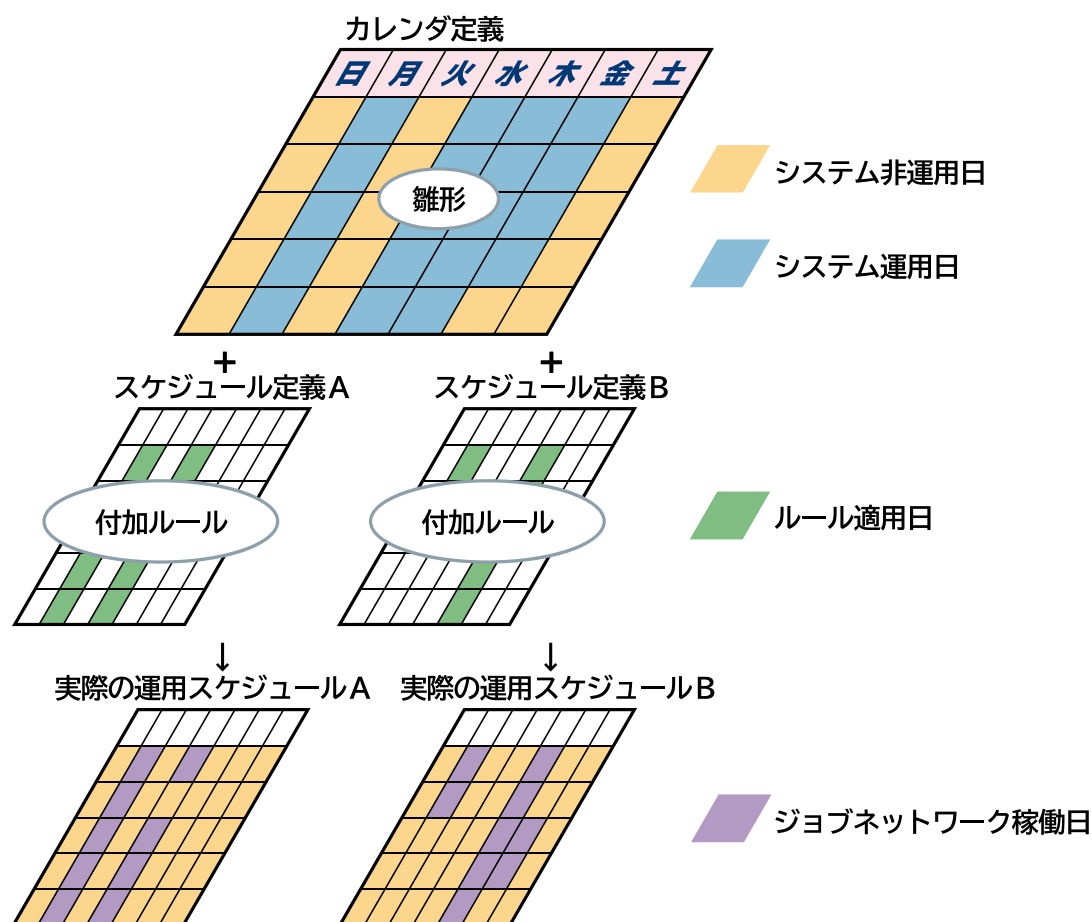 カレンダ定義
日 月 火 水 木 金 土
システム非運用日
雛形
システム運用日
+ +
スケジュール定義A スケジュール定義B
付加ルール 付加ルール
ルール適用日
↓ ↓
実際の運用スケジュールA 実際の運用スケジュールB
ジョブネットワーク稼働日